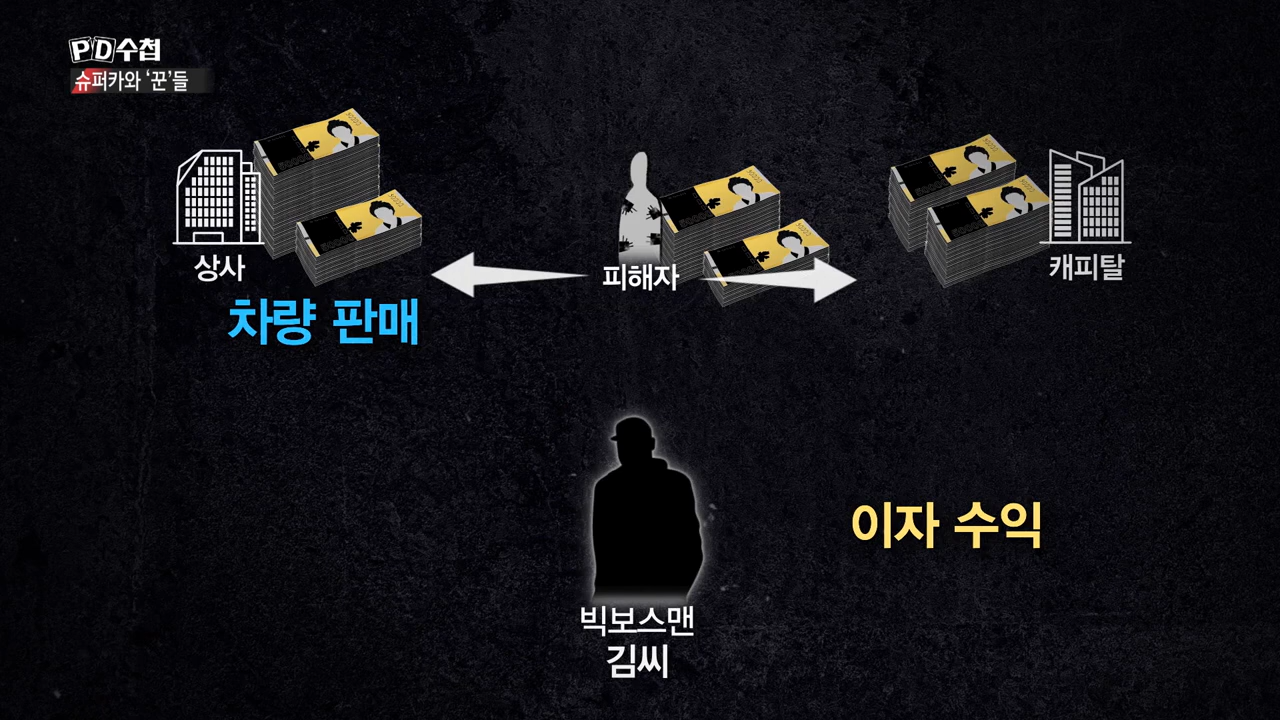 PD수첩
슈퍼카와 '꾼'들
상사
피해자
캐피탈
차량 판매
이자 수익
빅보스맨
김씨